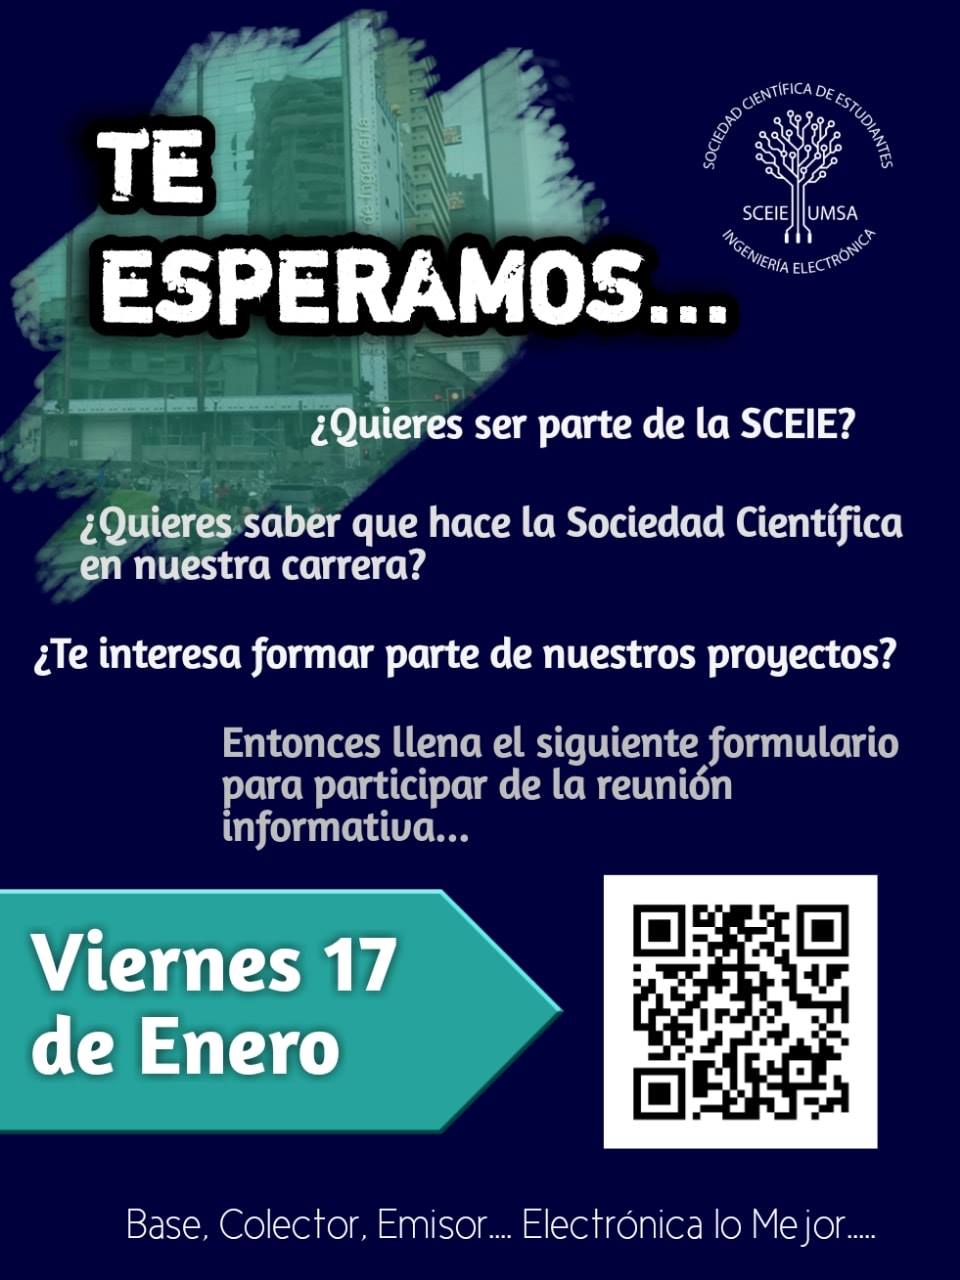 TE
ESPERAMOS...
SOCIEDAD CIENTÍFICA DE ESTUDIANTES
SCEIE UMSA
INGENIERÍA ELECTRÓNICA
¿Quieres ser parte de la SCEIE?
¿Quieres saber que hace la Sociedad Científica
en nuestra carrera?
¿Te interesa formar parte de nuestros proyectos?
Entonces llena el siguiente formulario
para participar de la reunión
informativa...
Viernes 17
de Enero
Base, Colector, Emisor.... Electrónica lo Mejor.....